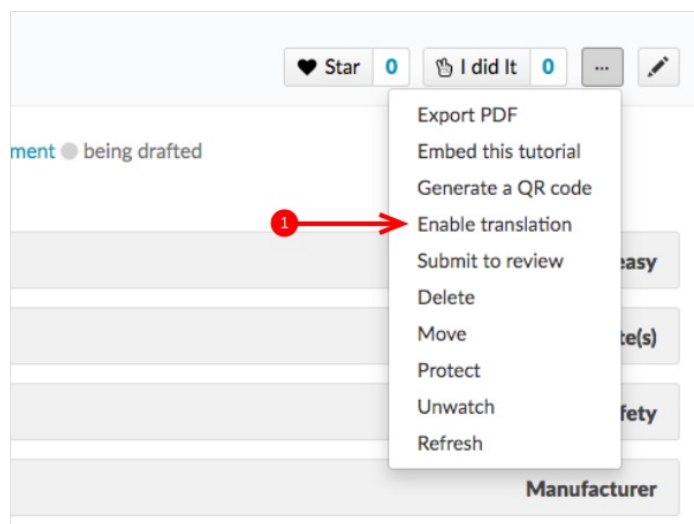 Star 0 I did It 0 ...
Export PDF
ment being drafted
Embed this tutorial
Generate a QR code
1 Enable translation
Submit to review
easy
Delete
Move
te(s)
Protect
Unwatch
fety
Refresh
Manufacturer